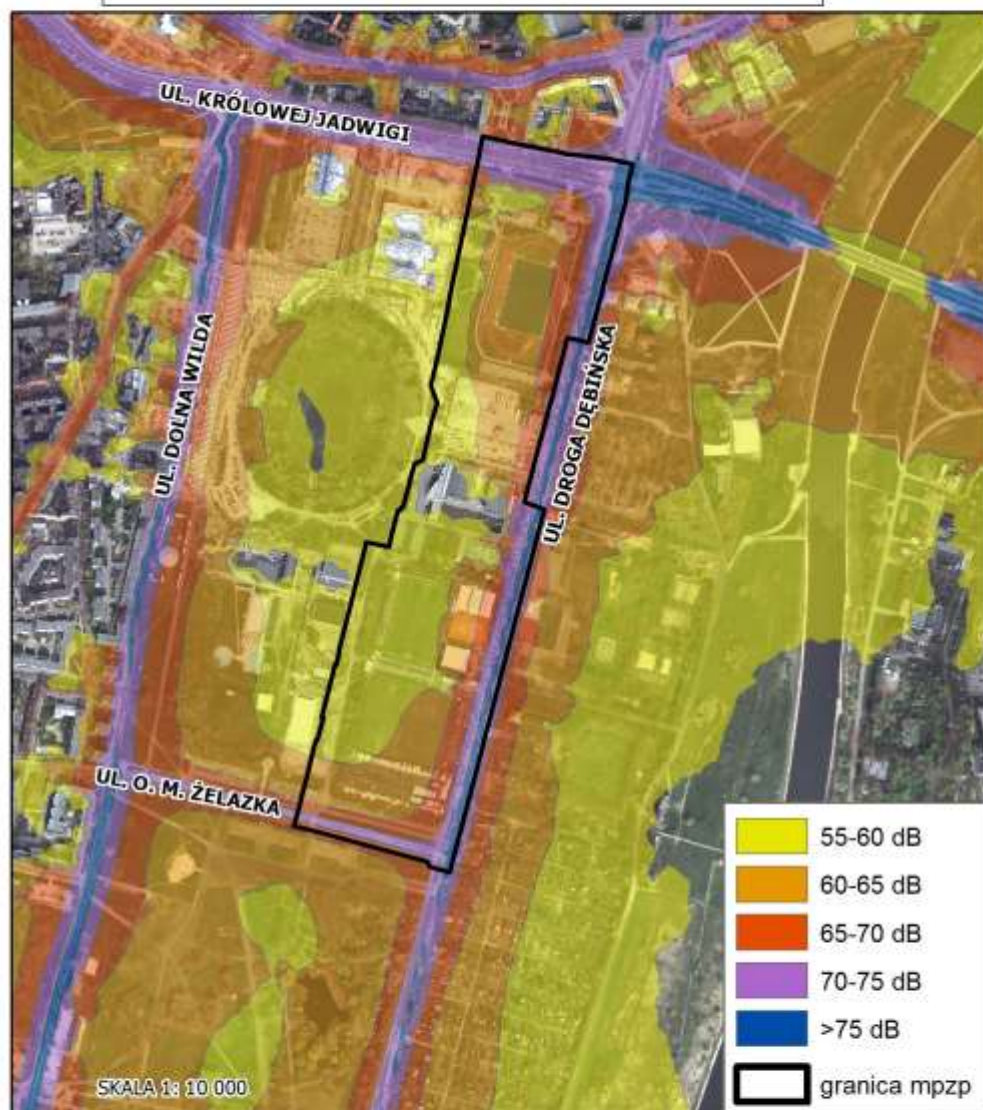 UL. KRÓLOWEJ JADWIGI
UL. DOLNA WILDA
UL. DROGA DĘBIŃSKA
UL. O. M. ŻELAZKA
55-60 dB
60-65 dB
65-70 dB
70-75 dB
>75 dB
granica mpzp
SKALA 1: 10 000